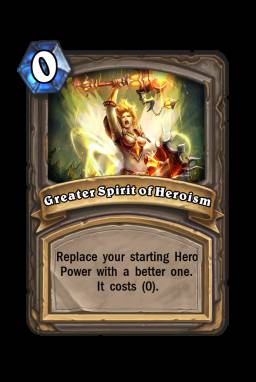 0
Greater Spirit of Heroism
Replace your starting Hero
Power with a better one.
It costs (0).